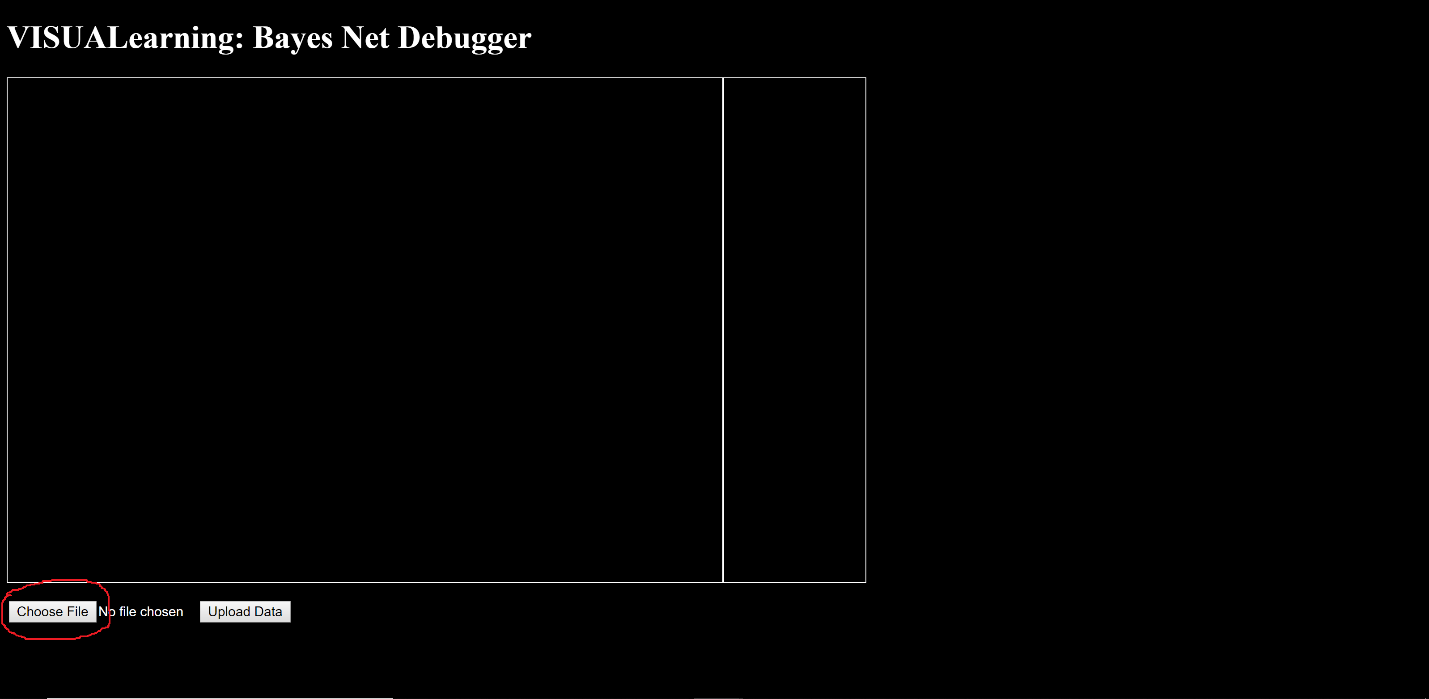 VISUALearning: Bayes Net Debugger
Choose File No file chosen Upload Data